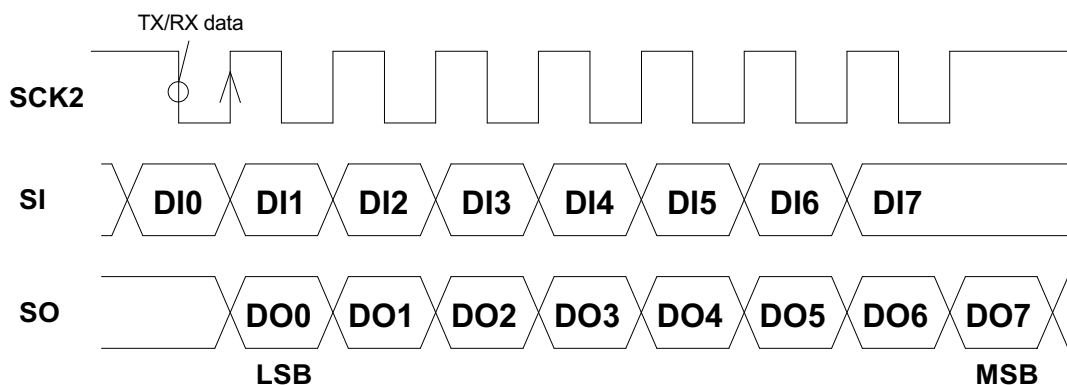 TX/RX data
SCK2
SI DI0 DI1 DI2 DI3 DI4 DI5 DI6 DI7
SO DO0 DO1 DO2 DO3 DO4 DO5 DO6 DO7
LSB MSB